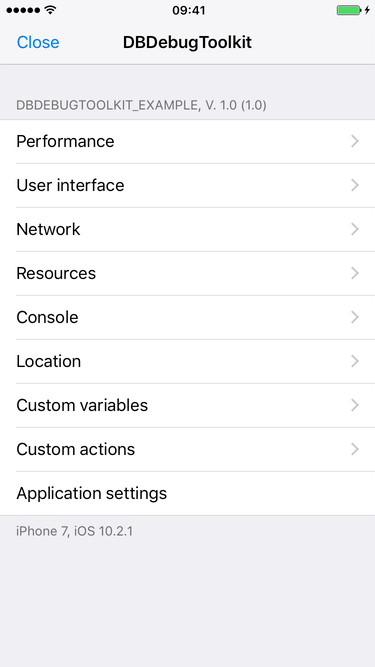 09:41
Close DBDebugToolkit
DBDEBUGTOOLKIT_EXAMPLE, V. 1.0 (1.0)
Performance
User interface
Network
Resources
Console
Location
Custom variables
Custom actions
Application settings
iPhone 7, iOS 10.2.1